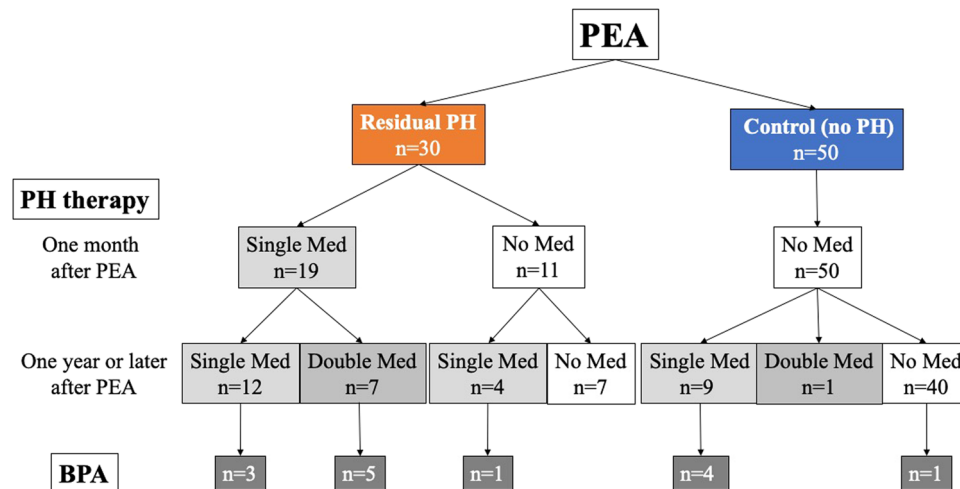 PEA
Residual PH
n=30
Control (no PH)
n=50
PH therapy
One month
after PEA
Single Med
n=19
No Med
n=11
No Med
n=50
One year or later
after PEA
Single Med
n=12
Double Med
n=7
Single Med
n=4
No Med
n=7
Single Med
n=9
Double Med
n=1
No Med
n=40
BPA
n=3
n=5
n=1
n=4
n=1